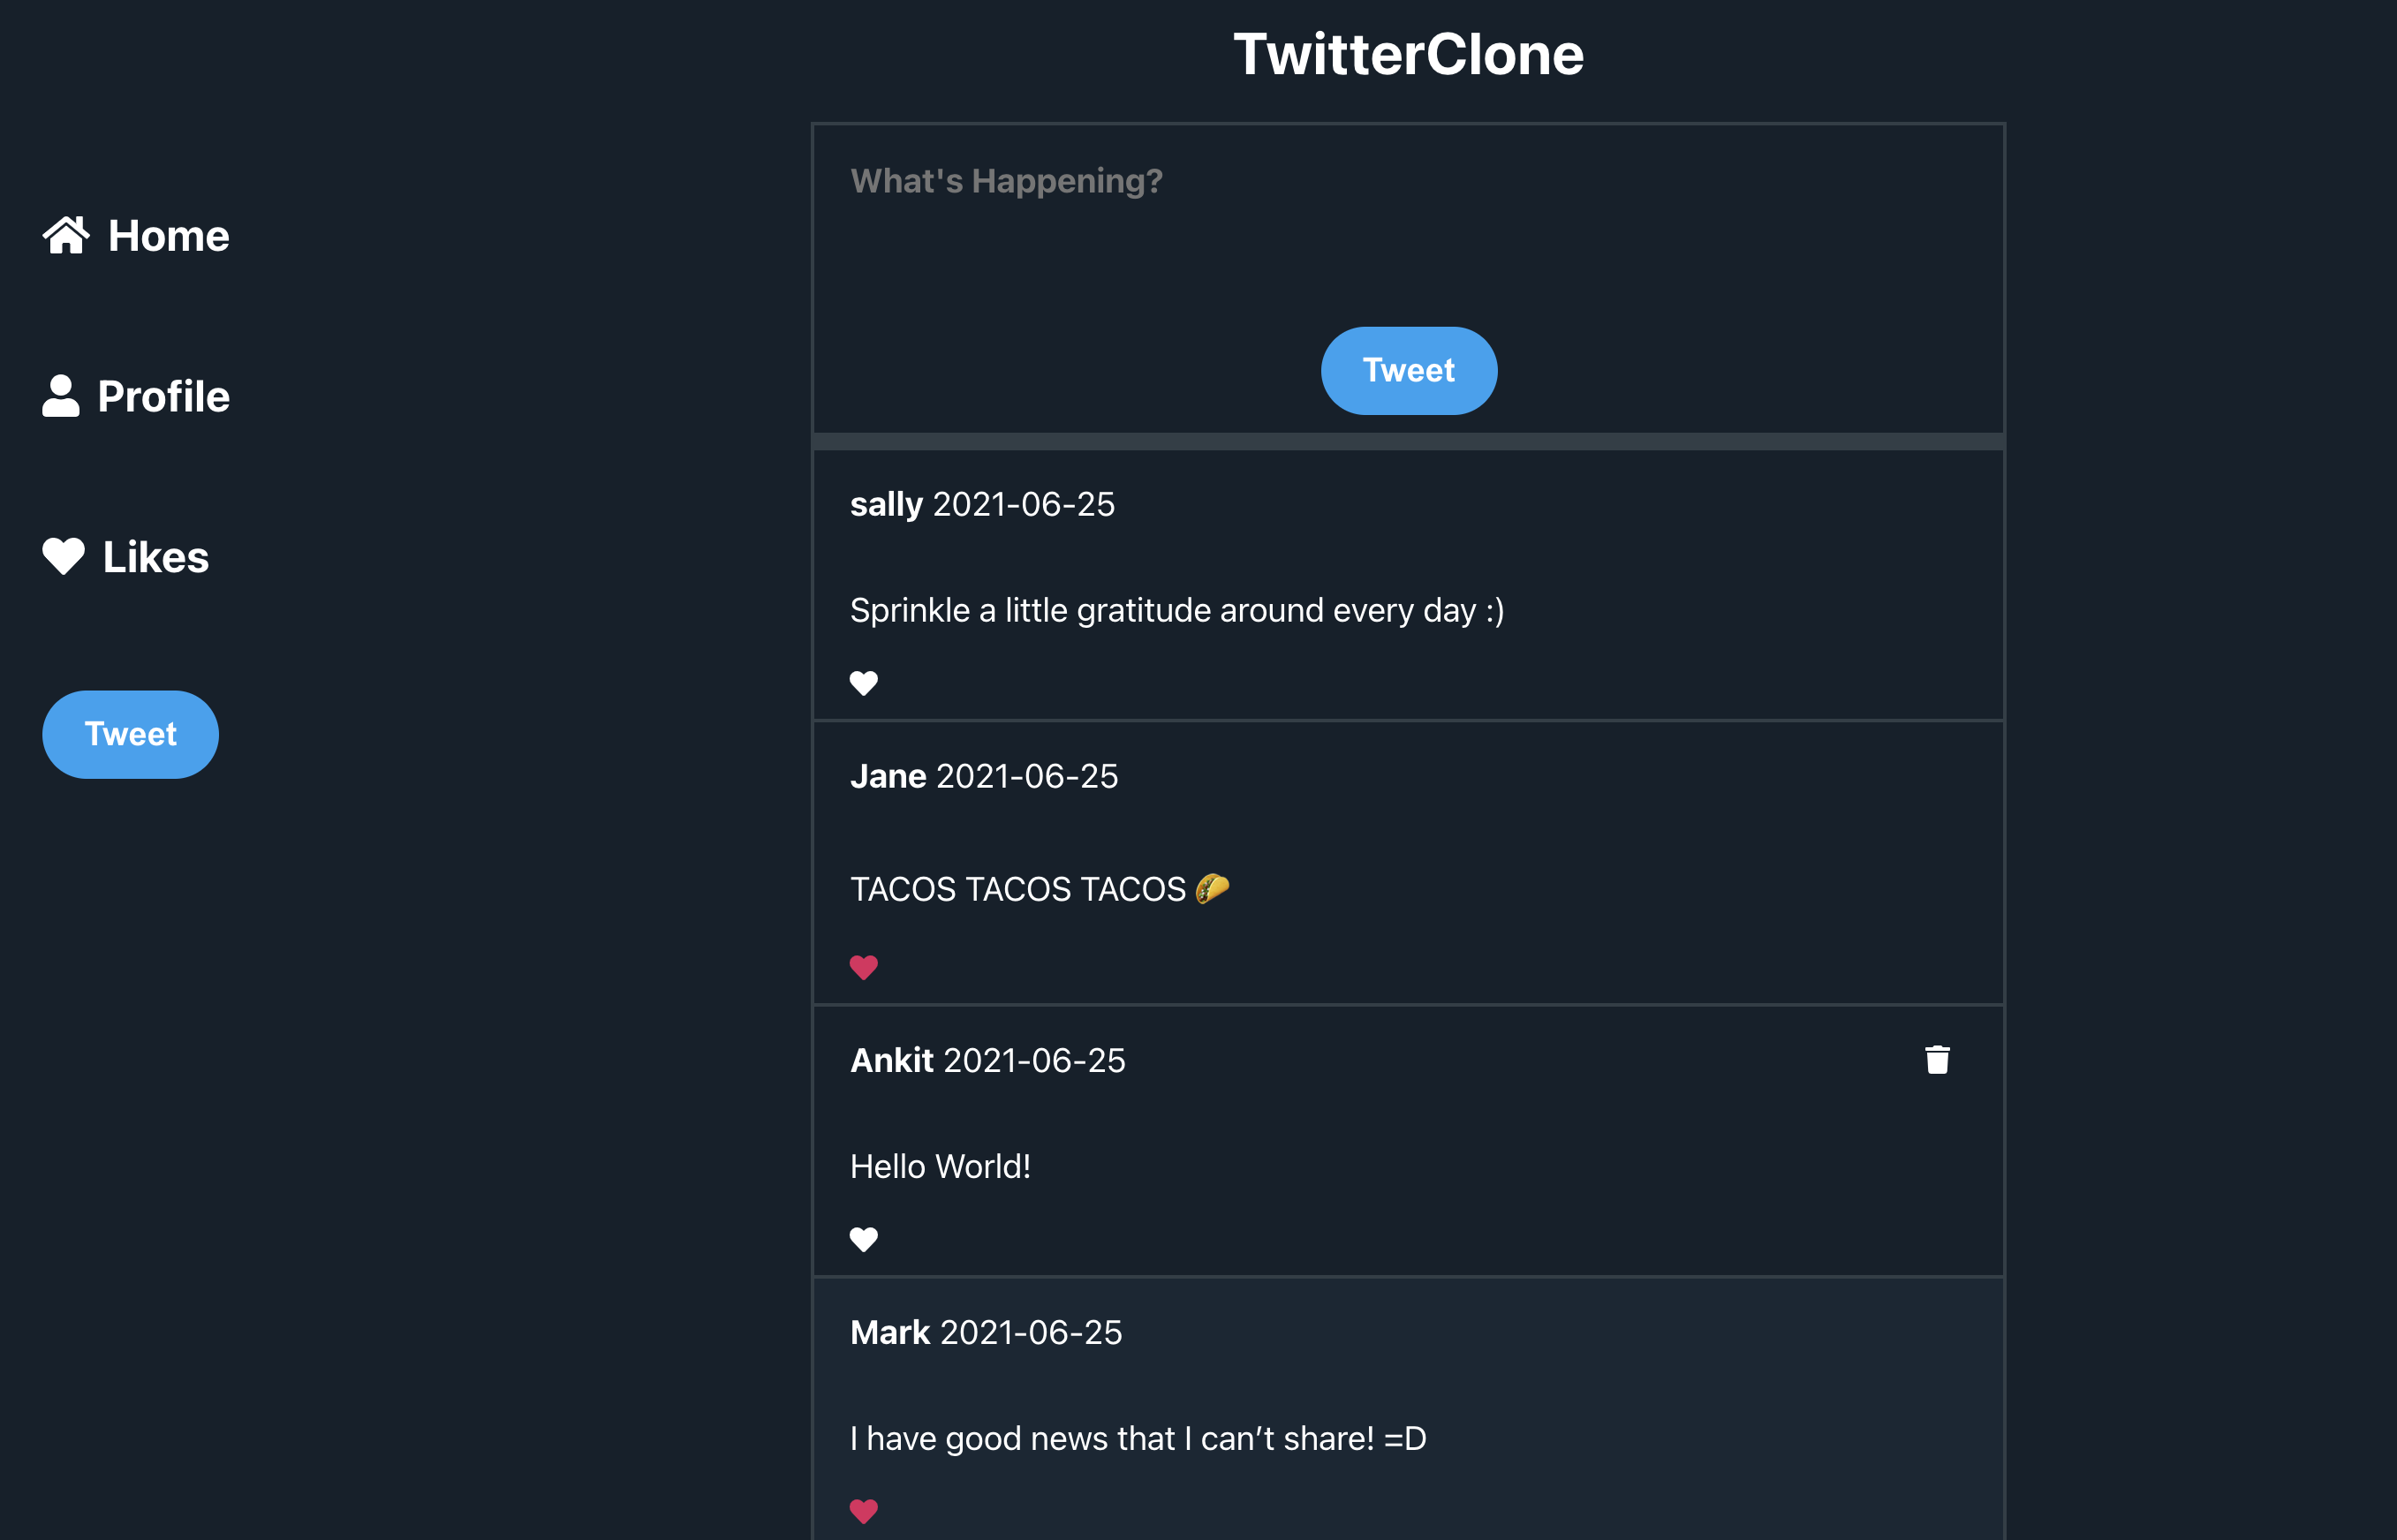 TwitterClone
Home
Profile
Likes
Tweet
What's Happening?
Tweet
sally 2021-06-25
Sprinkle a little gratitude around every day :)
Jane 2021-06-25
TACOS TACOS TACOS 🌮
Ankit 2021-06-25
Hello World!
Mark 2021-06-25
I have good news that I can’t share! =D